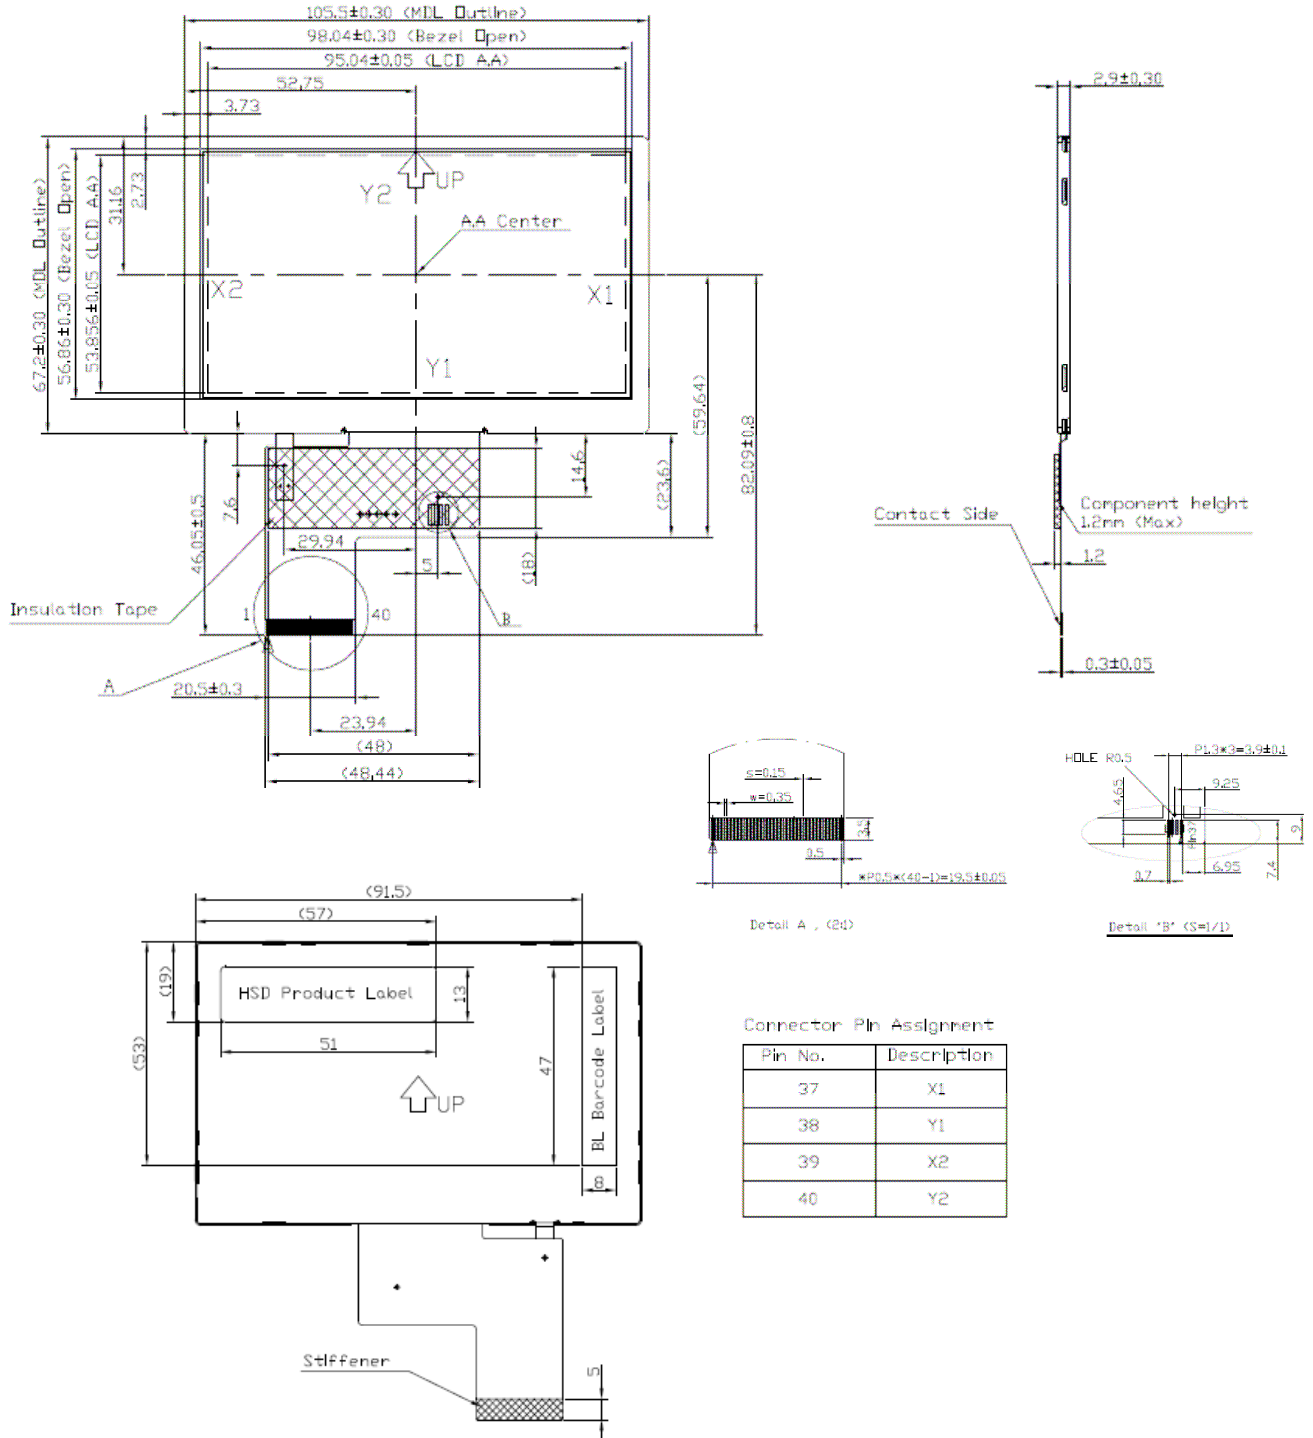 105.5±0.30 (MDL Outline)
98.04±0.30 (Bezel Open)
95.04±0.05 (LCD A.A)
52.75
3.73
2.9±0.30
67.2±0.30 (MDL Outline)
56.86±0.30 (Bezel Open)
53.856±0.05 (LCD A.A)
31.16
2.73
UP
Y2
A.A Center
X2
X1
Y1
(59.64)
82.09±0.8
46.05±0.5
7.6
14.6
(23.6)
(18)
29.94
5
Contact Side
Component height
1.2mm (Max)
1.2
Insulation Tape
1
40
B
A
20.5±0.3
0.3±0.05
23.94
(48)
(48.44)
s=0.15
w=0.35
3.5
0.5
*P0.5*(40-1)=19.5±0.05
Detail A , (2:1)
HOLE R0.5
P1.3*3=3.9±0.1
4.65
9.25
Pin37
9
0.7
6.95
7.4
Detail "B" (S=1/1)
(91.5)
(57)
(19)
(53)
HSD Product Label
13
51
47
BL Barcode Label
UP
8
Stiffener
5
Connector Pin Assignment
Pin No. Description
37 X1
38 Y1
39 X2
40 Y2